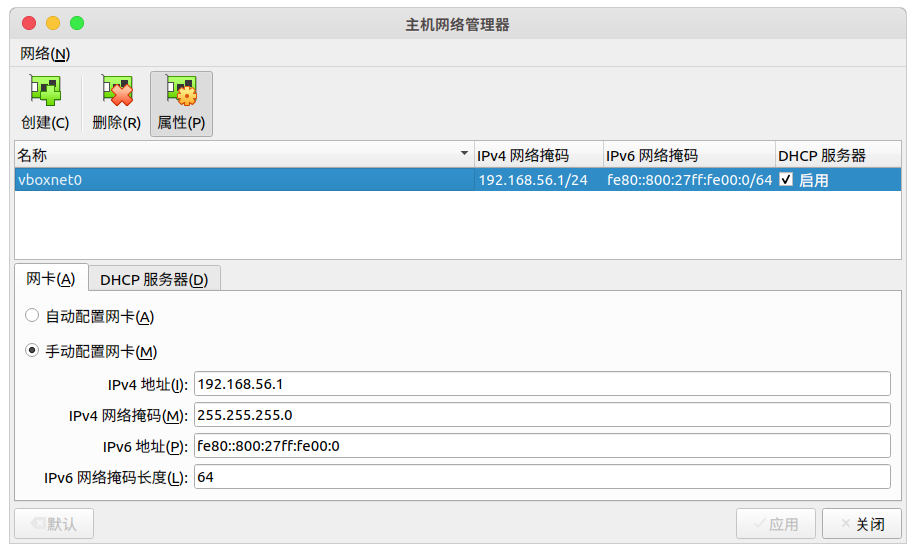 主机网络管理器
网络(N)
创建(C) 删除(R) 属性(P)
名称 IPv4 网络掩码 IPv6 网络掩码 DHCP 服务器
vboxnet0 192.168.56.1/24 fe80::800:27ff:fe00:0/64 启用
网卡(A) DHCP 服务器(D)
自动配置网卡(A)
手动配置网卡(M)
IPv4 地址(I): 192.168.56.1
IPv4 网络掩码(M): 255.255.255.0
IPv6 地址(P): fe80::800:27ff:fe00:0
IPv6 网络掩码长度(L): 64
默认 应用 关闭